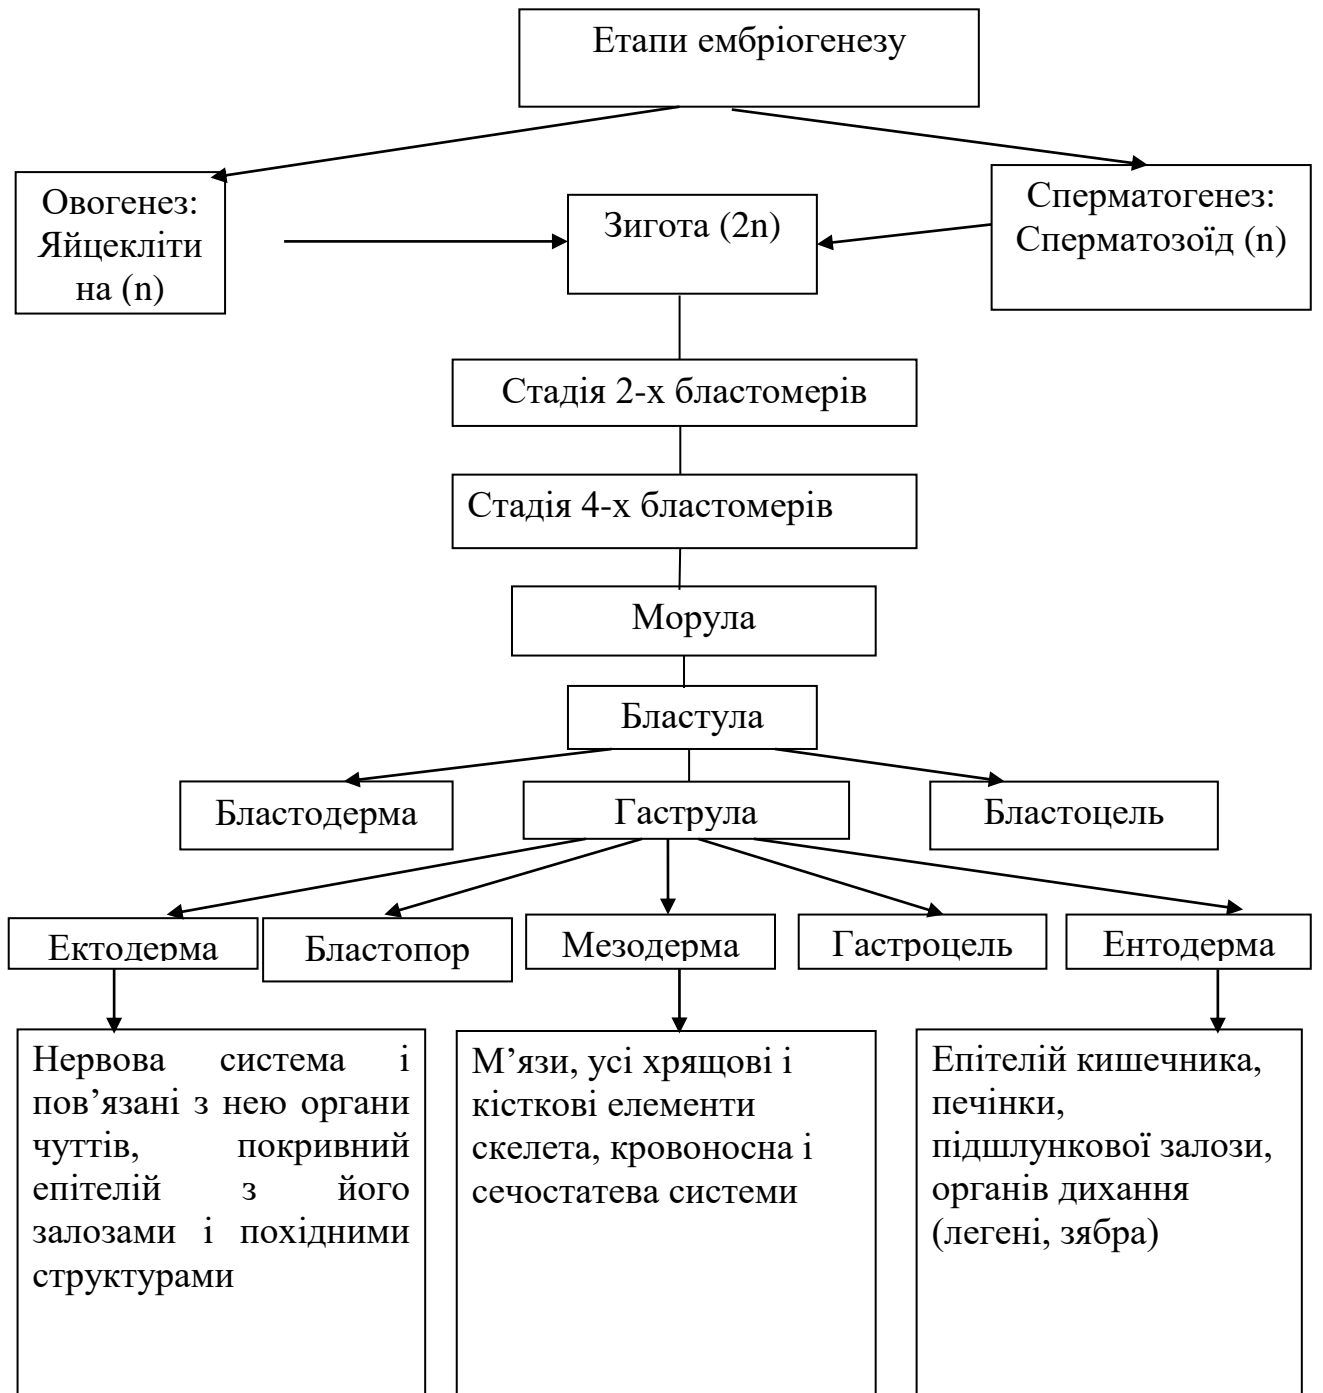 Етапи ембріогенезу
Овогенез:
Яйцекліти
на (n)
Зигота (2n)
Сперматогенез:
Сперматозоїд (n)
Стадія 2-х бластомерів
Стадія 4-х бластомерів
Морула
Бластула
Бластодерма
Гаструла
Бластоцель
Ектодерма
Бластопор
Мезодерма
Гастроцель
Ентодерма
Нервова система і
пов’язані з нею органи
чуттів, покривний
епітелій з його
залозами і похідними
структурами
М’язи, усі хрящові і
кісткові елементи
скелета, кровоносна і
сечостатева системи
Епітелій кишечника,
печінки,
підшлункової залози,
органів дихання
(легені, зябра)